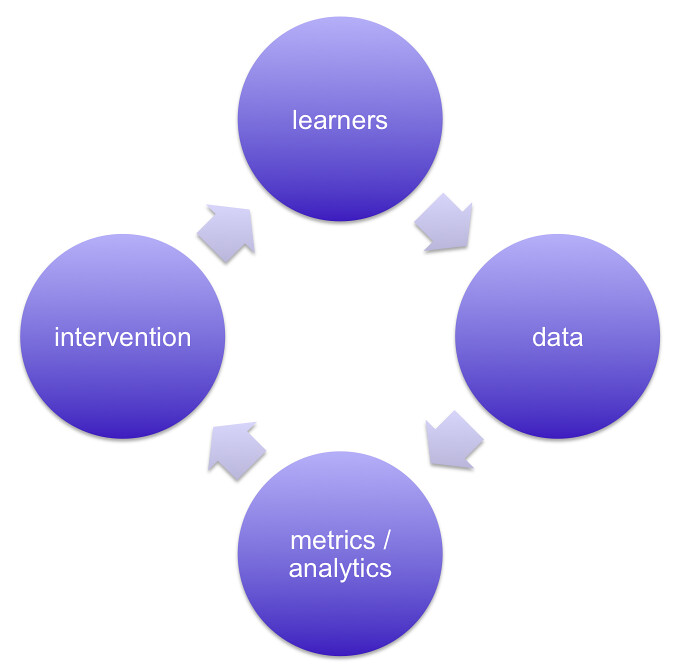 learners
intervention
data
metrics /
analytics